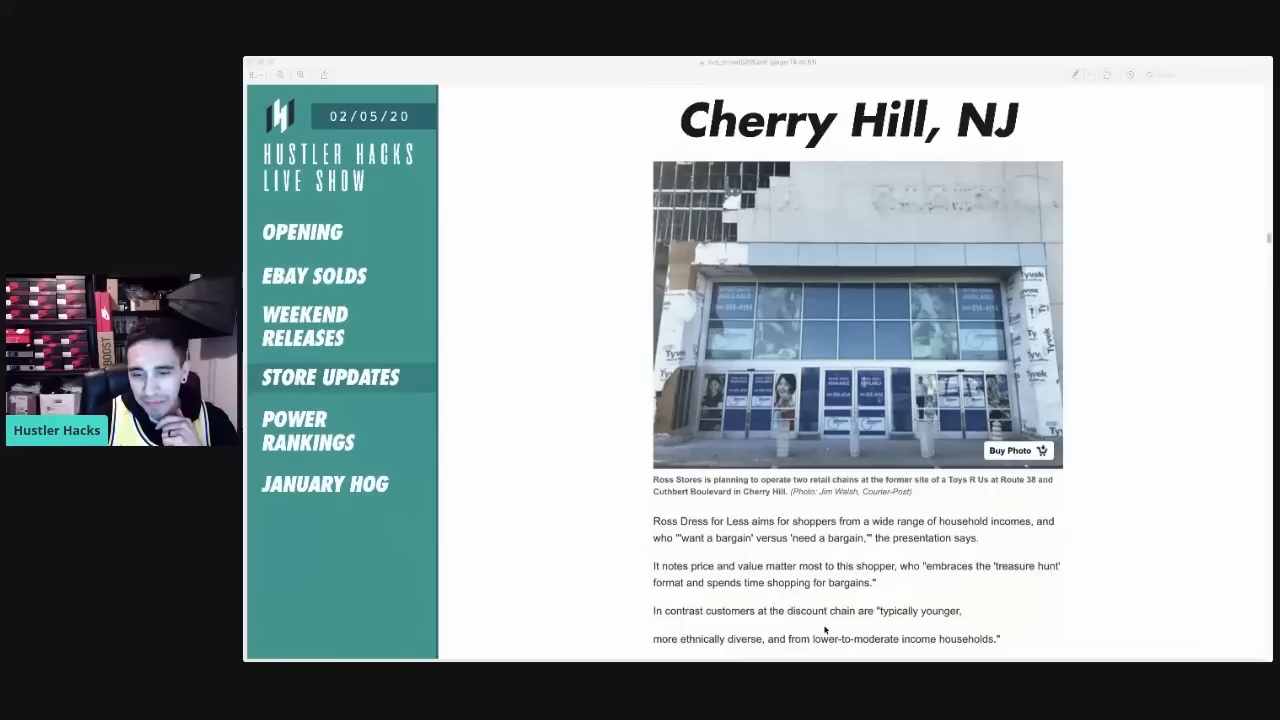 02/05/20
HUSTLER HACKS
LIVE SHOW
OPENING
EBAY SOLDS
WEEKEND
RELEASES
STORE UPDATES
POWER
RANKINGS
JANUARY HOG
Hustler Hacks
BOOST
Cherry Hill, NJ
AVAILABLE
AVAILABLE
Tyvek
Tyvek
Tyvek
Buy Photo
Ross Stores is planning to operate two retail chains at the former site of a Toys R Us at Route 38 and
Cuthbert Boulevard in Cherry Hill. (Photo: Jim Walsh, Courier-Post)
Ross Dress for Less aims for shoppers from a wide range of household incomes, and
who "'want a bargain' versus 'need a bargain,'" the presentation says.
It notes price and value matter most to this shopper, who "embraces the 'treasure hunt'
format and spends time shopping for bargains."
In contrast customers at the discount chain are "typically younger,
more ethnically diverse, and from lower-to-moderate income households."